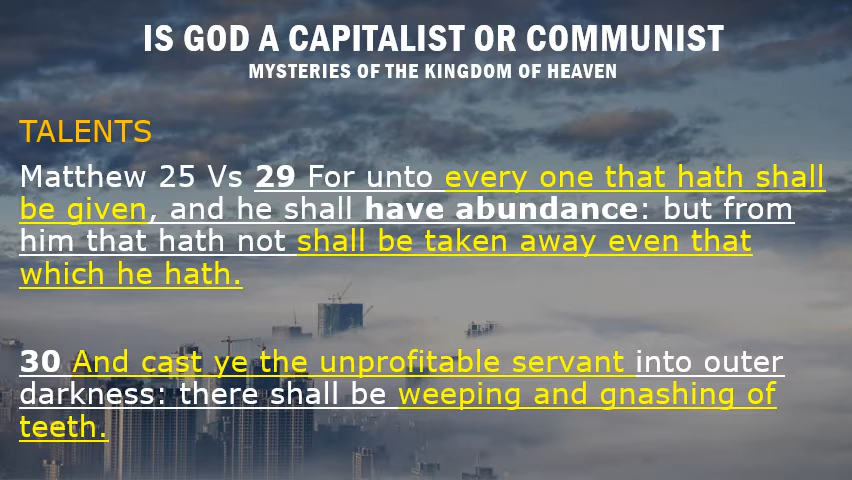 IS GOD A CAPITALIST OR COMMUNIST
MYSTERIES OF THE KINGDOM OF HEAVEN
TALENTS
Matthew 25 Vs 29 For unto every one that hath shall
be given, and he shall have abundance: but from
him that hath not shall be taken away even that
which he hath.
30 And cast ye the unprofitable servant into outer
darkness: there shall be weeping and gnashing of
teeth.